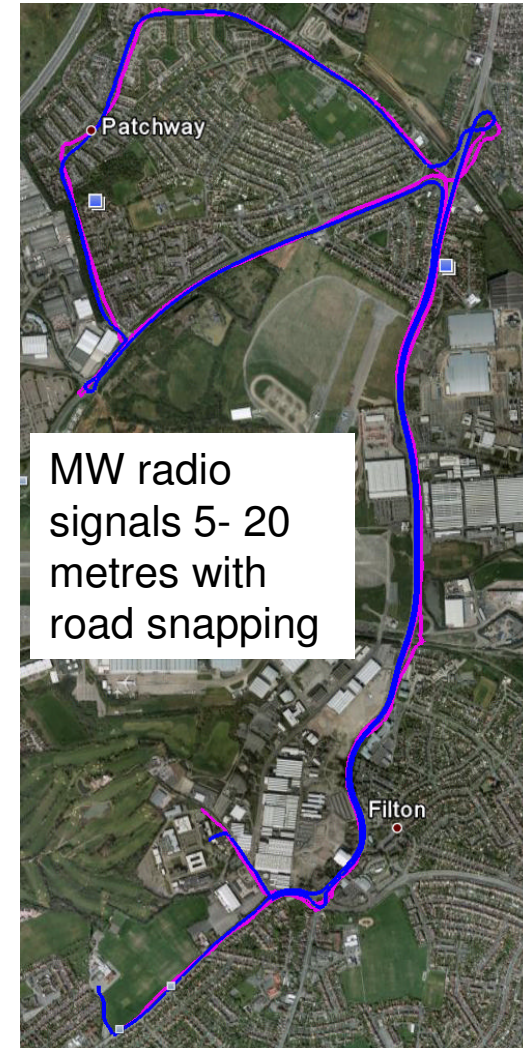 Patchway
MW radio
signals 5- 20
metres with
road snapping
Filton